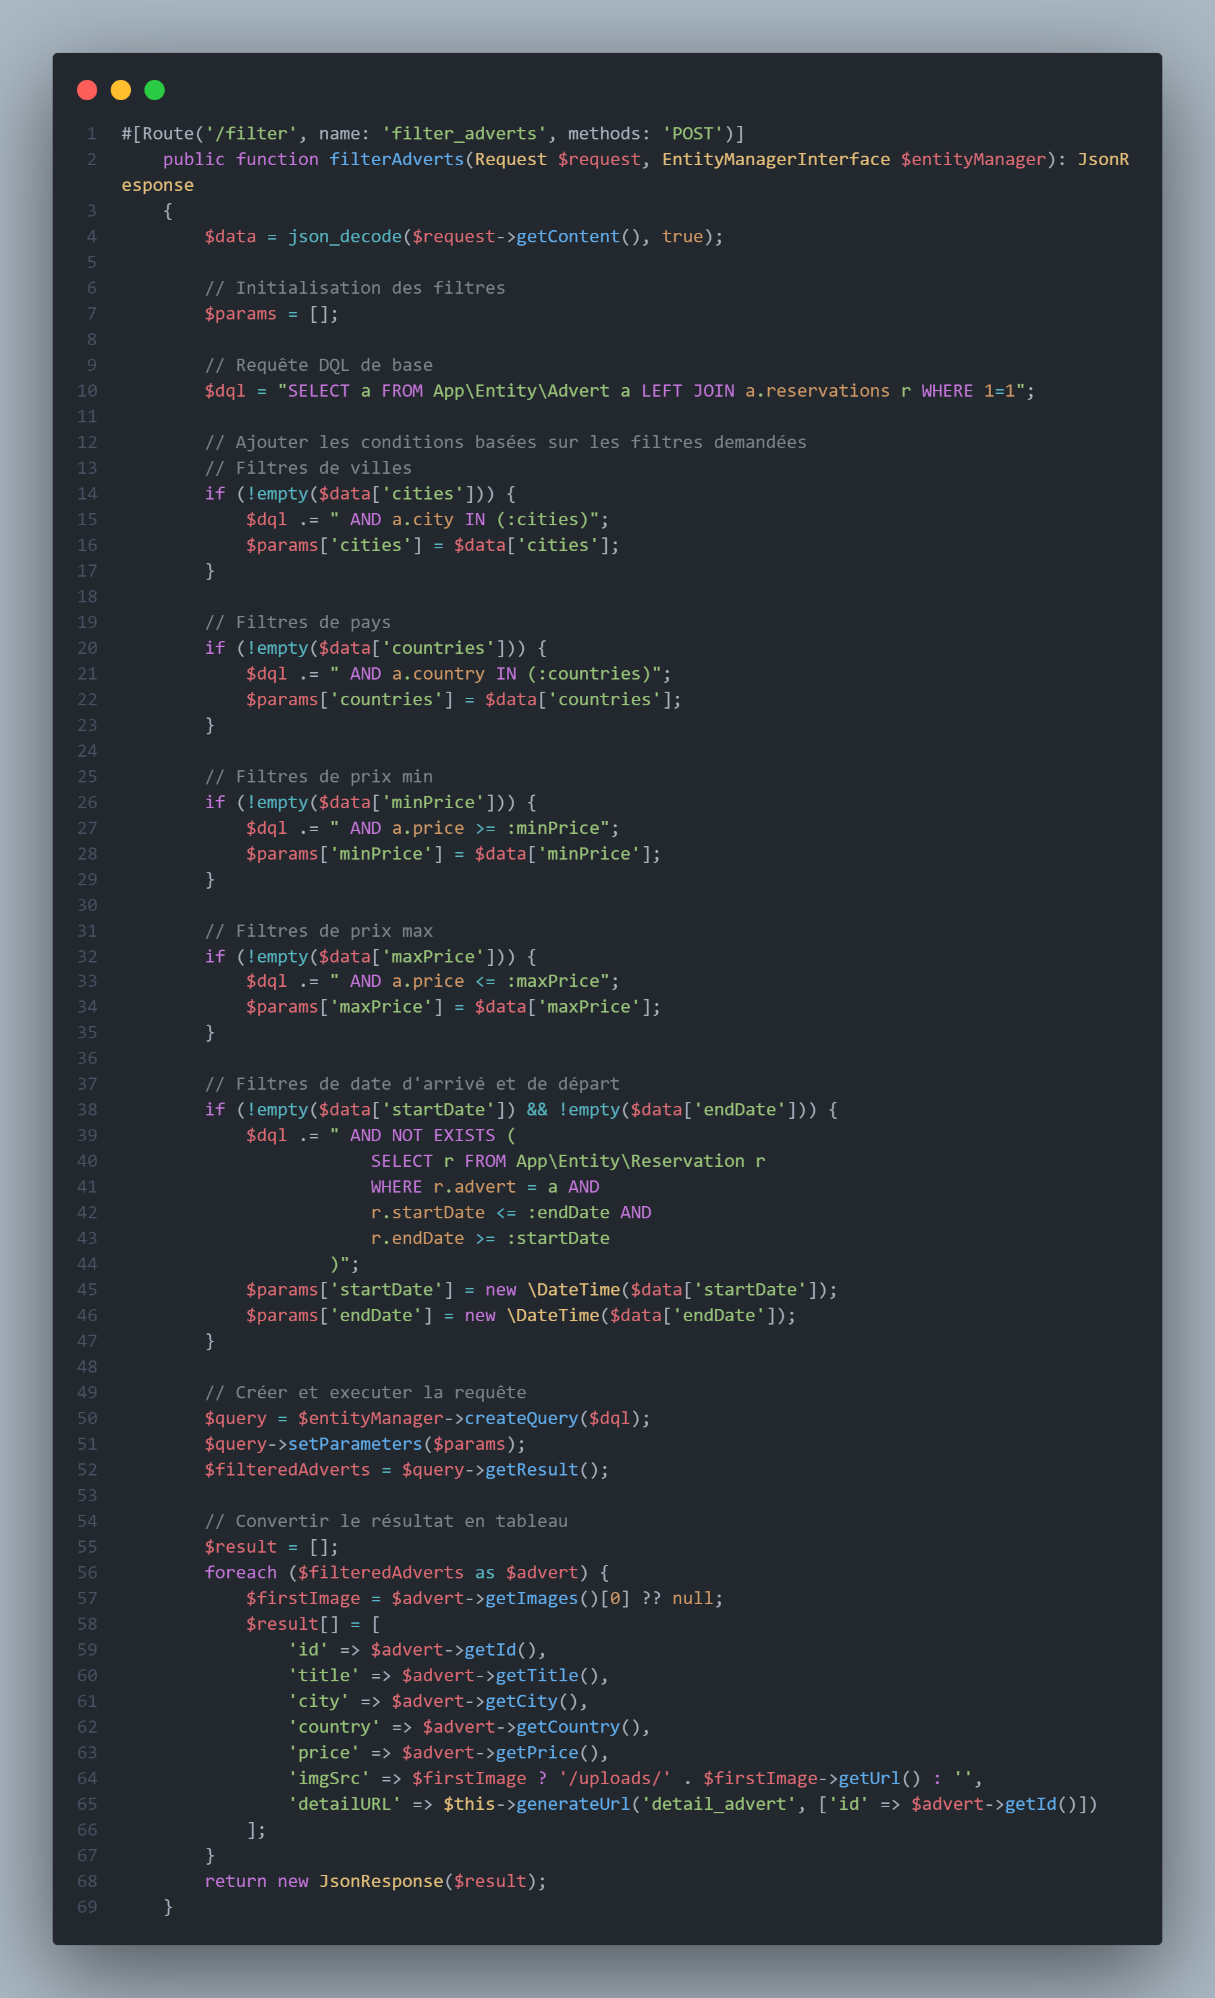 1 #[Route('/filter', name: 'filter_adverts', methods: 'POST')]
2     public function filterAdverts(Request $request, EntityManagerInterface $entityManager): JsonR
esponse
3     {
4         $data = json_decode($request->getContent(), true);
5
6         // Initialisation des filtres
7         $params = [];
8
9         // Requête DQL de base
10         $dql = "SELECT a FROM App\Entity\Advert a LEFT JOIN a.reservations r WHERE 1=1";
11
12         // Ajouter les conditions basées sur les filtres demandées
13         // Filtres de villes
14         if (!empty($data['cities'])) {
15             $dql .= " AND a.city IN (:cities)";
16             $params['cities'] = $data['cities'];
17         }
18
19         // Filtres de pays
20         if (!empty($data['countries'])) {
21             $dql .= " AND a.country IN (:countries)";
22             $params['countries'] = $data['countries'];
23         }
24
25         // Filtres de prix min
26         if (!empty($data['minPrice'])) {
27             $dql .= " AND a.price >= :minPrice";
28             $params['minPrice'] = $data['minPrice'];
29         }
30
31         // Filtres de prix max
32         if (!empty($data['maxPrice'])) {
33             $dql .= " AND a.price <= :maxPrice";
34             $params['maxPrice'] = $data['maxPrice'];
35         }
36
37         // Filtres de date d'arrivé et de départ
38         if (!empty($data['startDate']) && !empty($data['endDate'])) {
39             $dql .= " AND NOT EXISTS (
40                         SELECT r FROM App\Entity\Reservation r
41                         WHERE r.advert = a AND
42                         r.startDate <= :endDate AND
43                         r.endDate >= :startDate
44                     )";
45             $params['startDate'] = new \DateTime($data['startDate']);
46             $params['endDate'] = new \DateTime($data['endDate']);
47         }
48
49         // Créer et executer la requête
50         $query = $entityManager->createQuery($dql);
51         $query->setParameters($params);
52         $filteredAdverts = $query->getResult();
53
54         // Convertir le résultat en tableau
55         $result = [];
56         foreach ($filteredAdverts as $advert) {
57             $firstImage = $advert->getImages()[0] ?? null;
58             $result[] = [
59                 'id' => $advert->getId(),
60                 'title' => $advert->getTitle(),
61                 'city' => $advert->getCity(),
62                 'country' => $advert->getCountry(),
63                 'price' => $advert->getPrice(),
64                 'imgSrc' => $firstImage ? '/uploads/' . $firstImage->getUrl() : '',
65                 'detailURL' => $this->generateUrl('detail_advert', ['id' => $advert->getId()])
66             ];
67         }
68         return new JsonResponse($result);
69     }